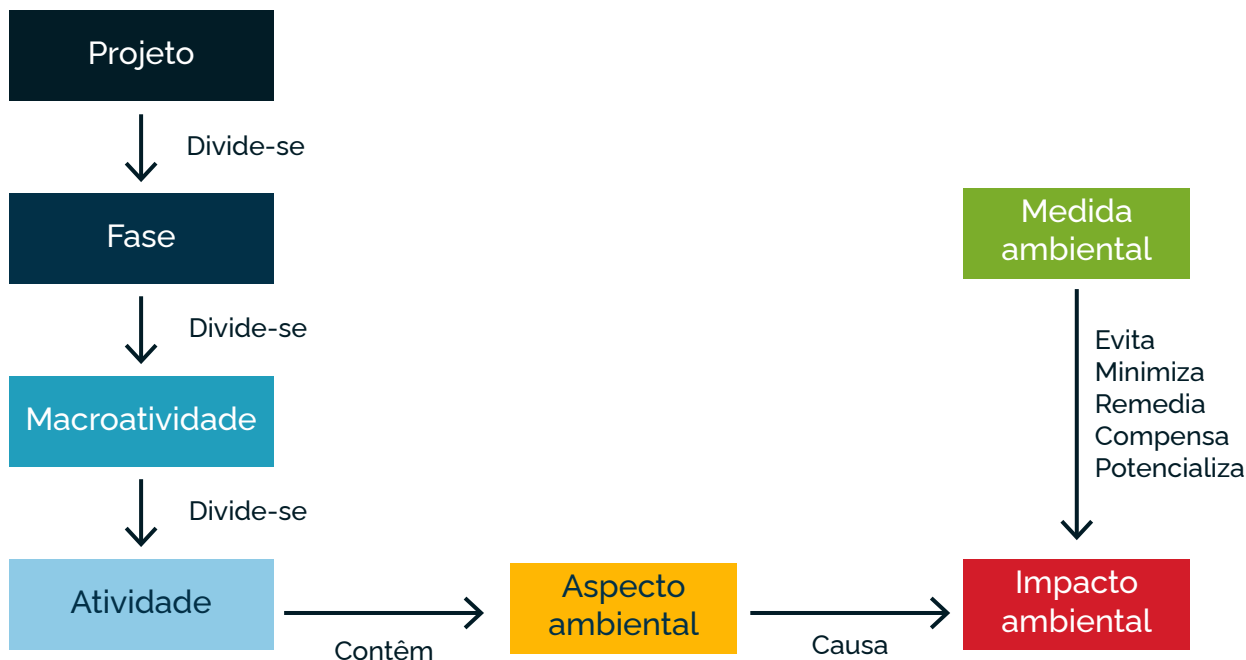 Projeto
Divide-se
Fase
Divide-se
Macroatividade
Divide-se
Atividade
Contêm
Aspecto
ambiental
Causa
Impacto
ambiental
Medida
ambiental
Evita
Minimiza
Remedia
Compensa
Potencializa